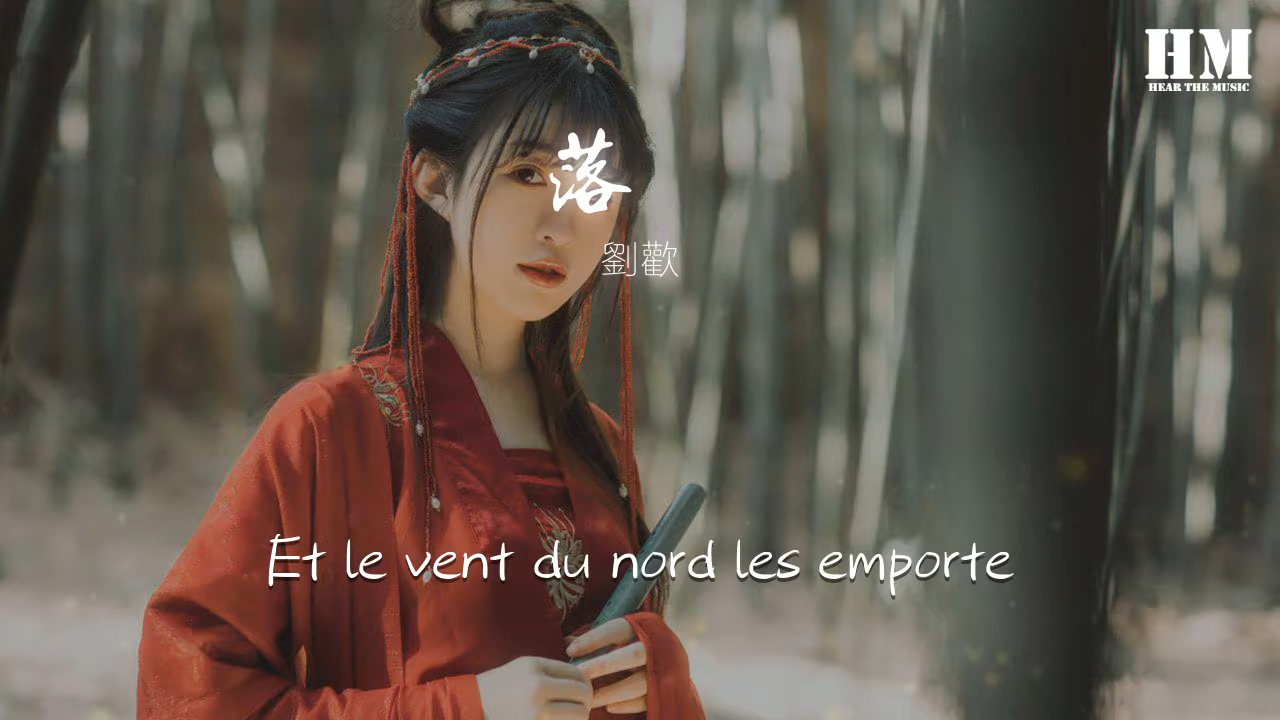 HM
HEAR THE MUSIC
落
劉歡
Et le vent du nord les emporte